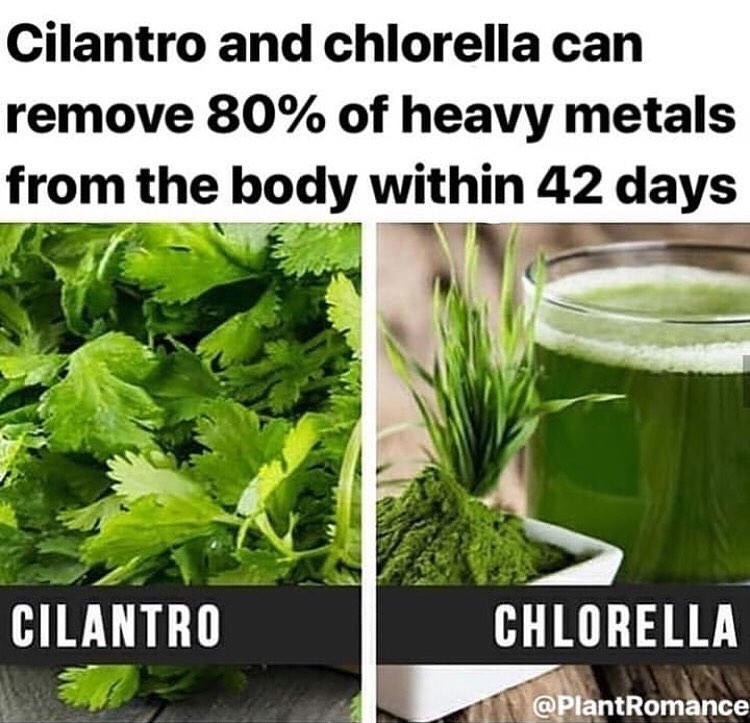 Cilantro and chlorella can
remove 80% of heavy metals
from the body within 42 days
CILANTRO
CHLORELLA
@PlantRomance